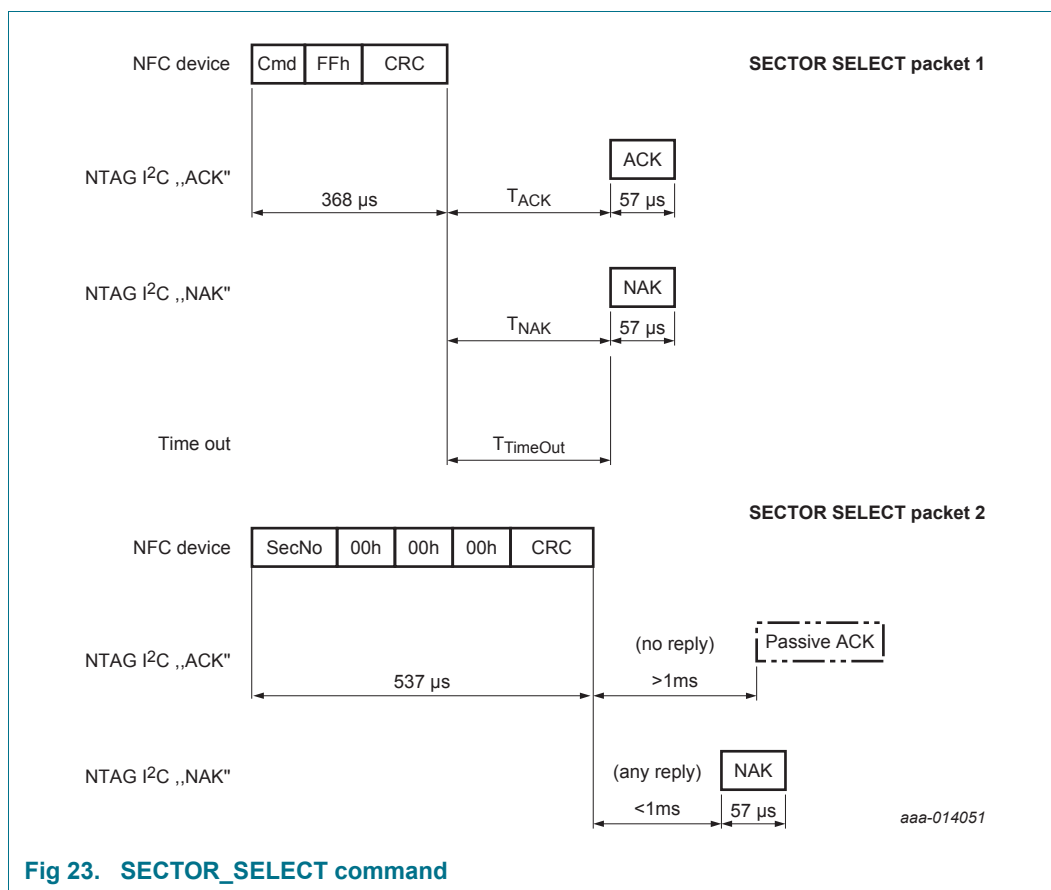 NFC device Cmd FFh CRC SECTOR SELECT packet 1
ACK
NTAG I2C ,,ACK"
368 µs TACK 57 µs
NAK
NTAG I2C ,,NAK"
TNAK 57 µs
Time out TTimeOut
SECTOR SELECT packet 2
NFC device SecNo 00h 00h 00h CRC
(no reply) Passive ACK
NTAG I2C ,,ACK"
537 µs >1ms
(any reply) NAK
NTAG I2C ,,NAK"
<1ms 57 µs
aaa-014051
Fig 23. SECTOR_SELECT command